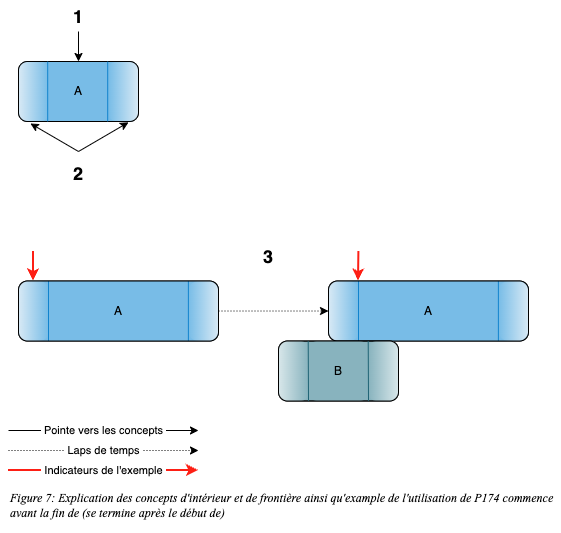 1
A
2
3
A
A
B
Pointe vers les concepts
Laps de temps
Indicateurs de l'exemple
Figure 7: Explication des concepts d'intérieur et de frontière ainsi qu'example de l'utilisation de P174 commence
avant la fin de (se termine après le début de)